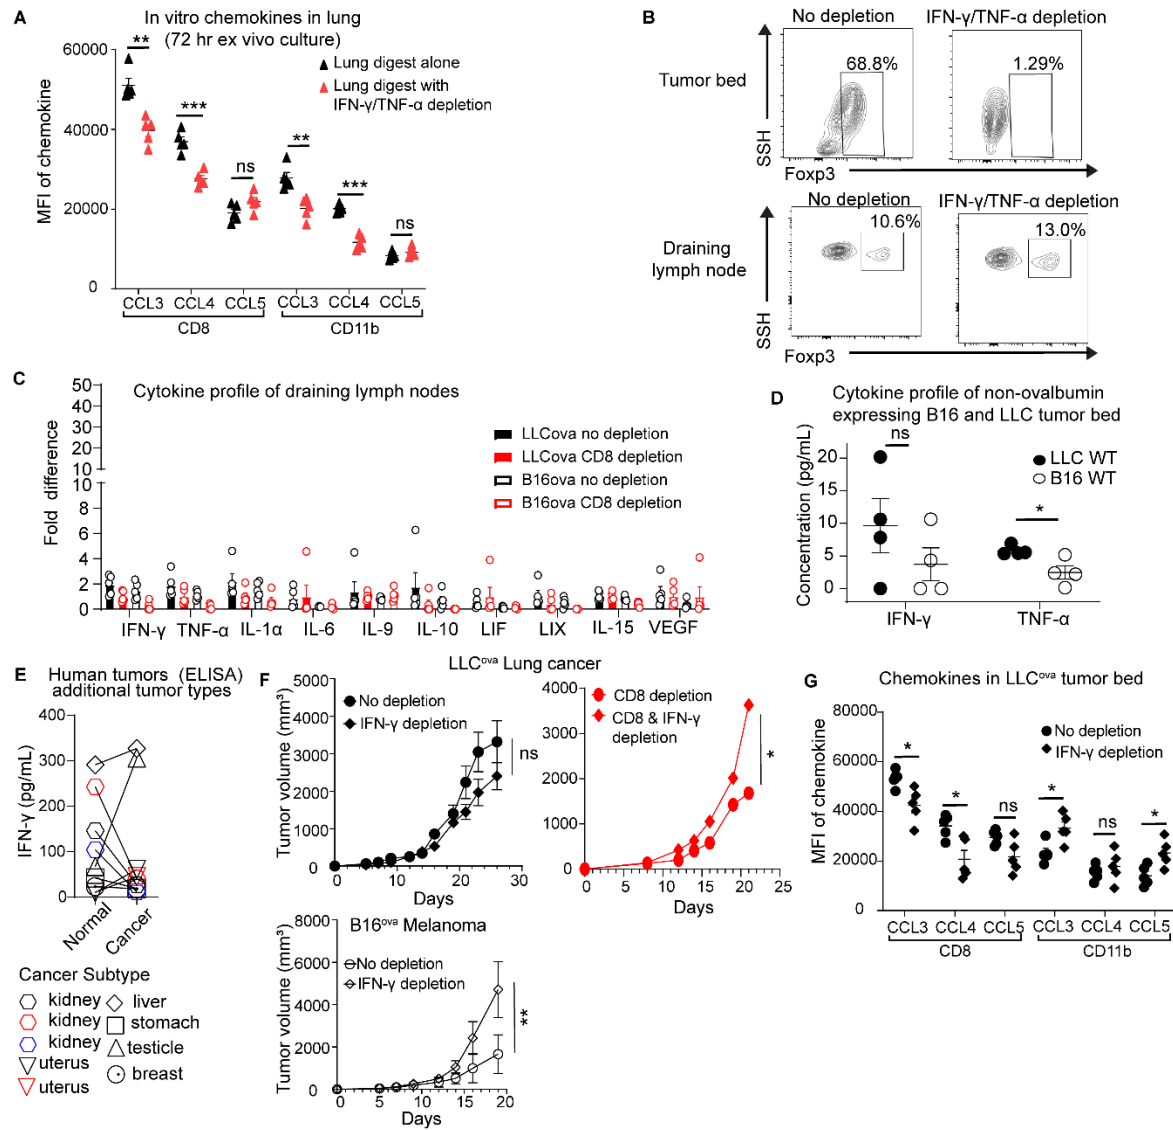 A
In vitro chemokines in lung
(72 hr ex vivo culture)
MFI of chemokine
60000
40000
20000
0
**
***
ns
**
***
ns
Lung digest alone
Lung digest with
IFN-γ/TNF-α depletion
CCL3
CCL4
CCL5
CCL3
CCL4
CCL5
CD8
CD11b
B
No depletion
IFN-γ/TNF-α depletion
Tumor bed
68.8%
1.29%
SSH
Foxp3
No depletion
IFN-γ/TNF-α depletion
Draining
lymph node
10.6%
13.0%
SSH
Foxp3
C
Cytokine profile of draining lymph nodes
Fold difference
50
40
30
20
10
8
6
4
2
0
LLCova no depletion
LLCova CD8 depletion
B16ova no depletion
B16ova CD8 depletion
IFN-γ
TNF-α
IL-1α
IL-6
IL-9
IL-10
LIF
LIX
IL-15
VEGF
D
Cytokine profile of non-ovalbumin
expressing B16 and LLC tumor bed
Concentration (pg/mL)
20
15
10
5
0
ns
*
LLC WT
B16 WT
IFN-γ
TNF-α
E
Human tumors (ELISA)
additional tumor types
IFN-γ (pg/mL)
400
300
200
100
0
Normal
Cancer
Cancer Subtype
kidney
kidney
kidney
uterus
uterus
liver
stomach
testicle
breast
F
LLCova Lung cancer
Tumor volume (mm³)
5000
4000
3000
2000
1000
0
No depletion
IFN-γ depletion
ns
0
10
20
30
Days
4000
3000
2000
1000
0
CD8 depletion
CD8 & IFN-γ
depletion
*
0
5
10
15
20
25
Days
B16ova Melanoma
Tumor volume (mm³)
8000
6000
4000
2000
0
No depletion
IFN-γ depletion
**
0
5
10
15
20
Days
G
Chemokines in LLCova tumor bed
MFI of chemokine
80000
60000
40000
20000
0
No depletion
IFN-γ depletion
*
*
ns
*
ns
*
CCL3
CCL4
CCL5
CCL3
CCL4
CCL5
CD8
CD11b